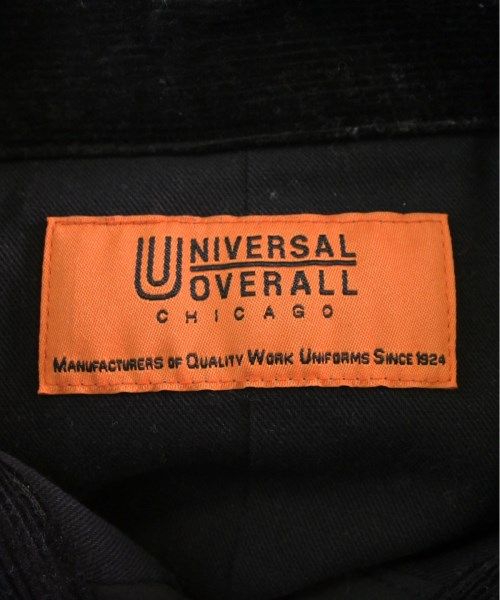 UNIVERSAL
OVERALL
CHICAGO
MANUFACTURERS OF QUALITY WORK UNIFORMS SINCE 1924